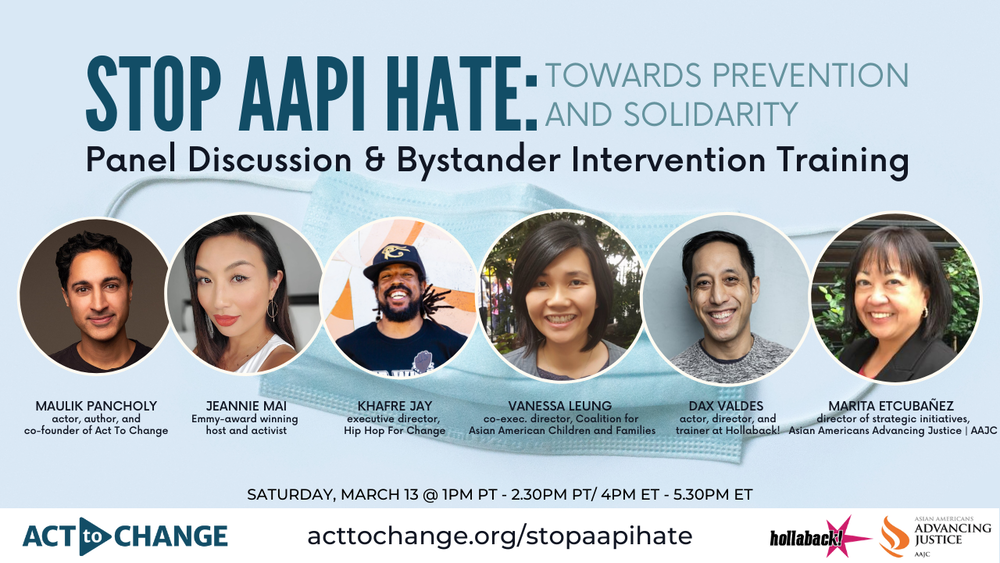 STOP AAPI HATE:
TOWARDS PREVENTION
AND SOLIDARITY
Panel Discussion & Bystander Intervention Training
MAULIK PANCHOLY
actor, author, and
co-founder of Act To Change
JEANNIE MAI
Emmy-award winning
host and activist
KHAFRE JAY
executive director,
Hip Hop For Change
VANESSA LEUNG
co-exec. director, Coalition for
Asian American Children and Families
DAX VALDES
actor, director, and
trainer at Hollaback!
MARITA ETCUBAÑEZ
director of strategic initiatives,
Asian Americans Advancing Justice | AAJC
SATURDAY, MARCH 13 @ 1PM PT - 2.30PM PT/ 4PM ET - 5.30PM ET
ACT to CHANGE
acttochange.org/stopaapihate
hollaback!
ASIAN AMERICANS
ADVANCING
JUSTICE
AAJC